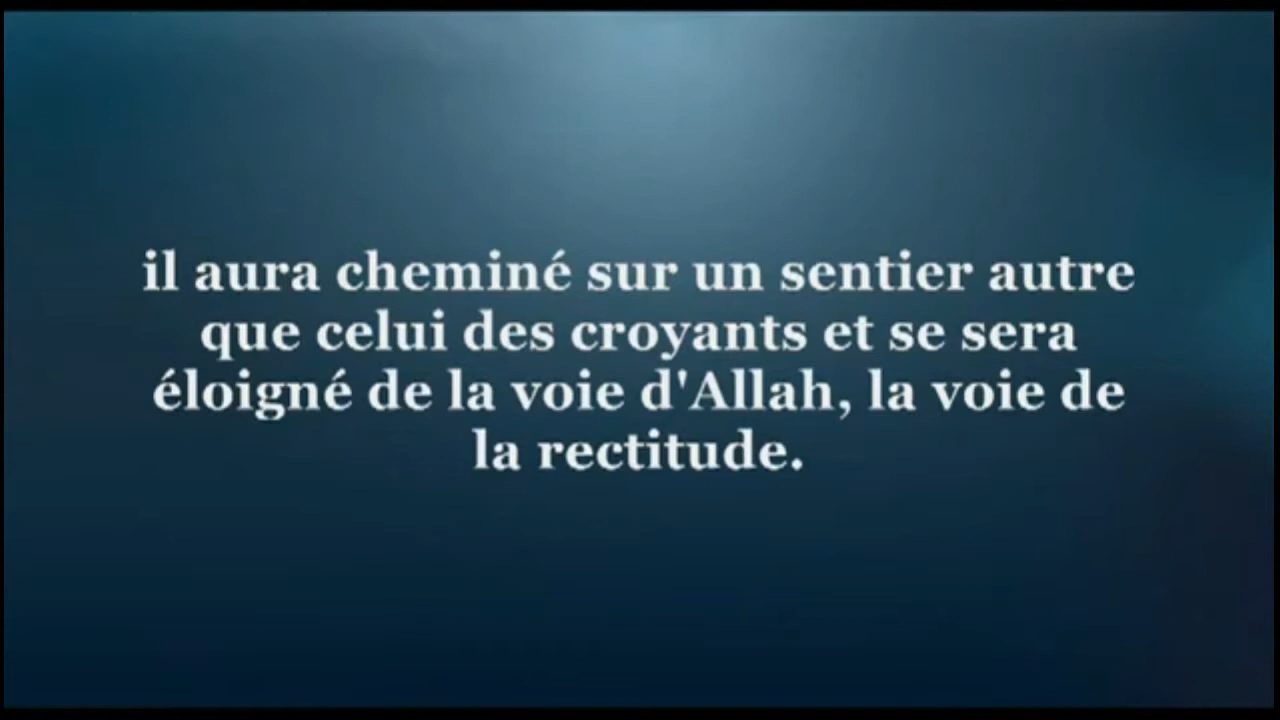 il aura cheminé sur un sentier autre
que celui des croyants et se sera
éloigné de la voie d'Allah, la voie de
la rectitude.